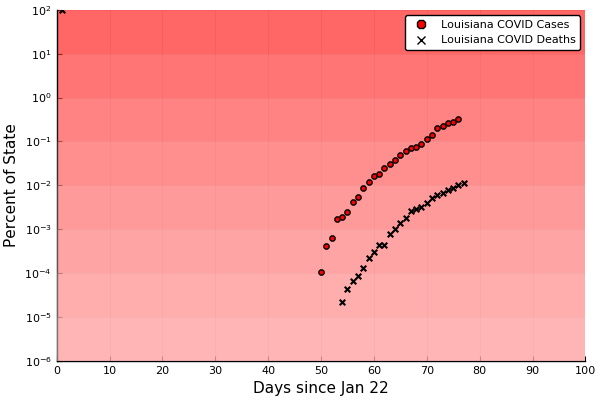 10²
10¹
10⁰
10⁻¹
10⁻²
10⁻³
10⁻⁴
10⁻⁵
10⁻⁶
Percent of State
Louisiana COVID Cases
Louisiana COVID Deaths
0 10 20 30 40 50 60 70 80 90 100
Days since Jan 22